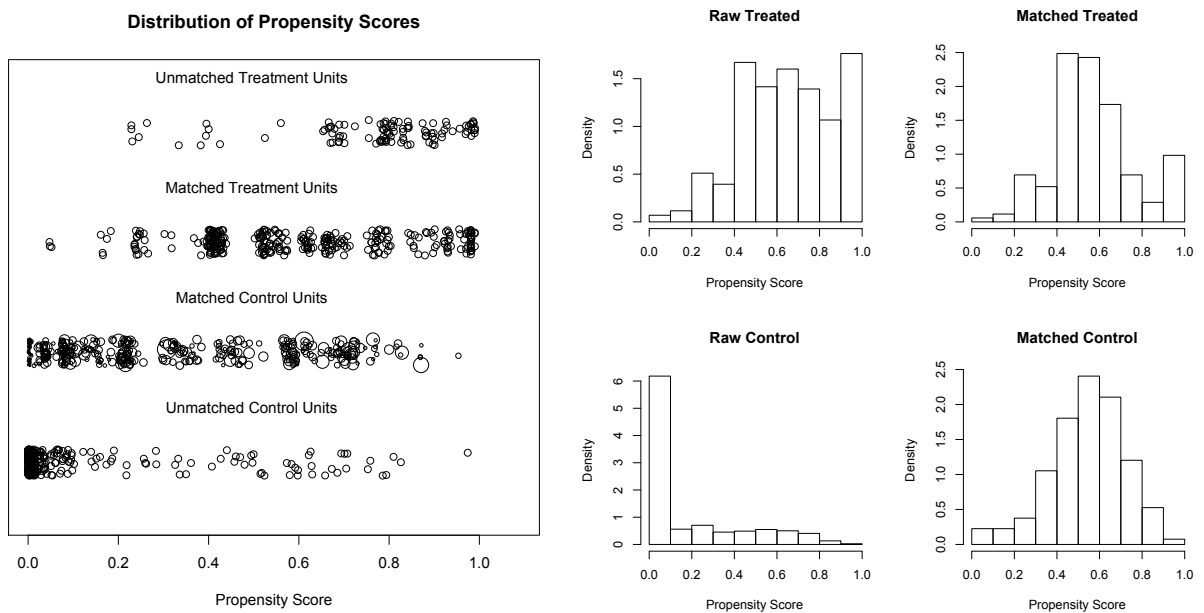 Distribution of Propensity Scores
Unmatched Treatment Units
Matched Treatment Units
Matched Control Units
Unmatched Control Units
0.0 0.2 0.4 0.6 0.8 1.0
Propensity Score
Raw Treated
Density
0.0 0.5 1.0 1.5
0.0 0.2 0.4 0.6 0.8 1.0
Propensity Score
Matched Treated
Density
0.0 0.5 1.0 1.5 2.0 2.5
0.0 0.2 0.4 0.6 0.8 1.0
Propensity Score
Raw Control
Density
0 1 2 3 4 5 6
0.0 0.2 0.4 0.6 0.8 1.0
Propensity Score
Matched Control
Density
0.0 0.5 1.0 1.5 2.0 2.5
0.0 0.2 0.4 0.6 0.8 1.0
Propensity Score